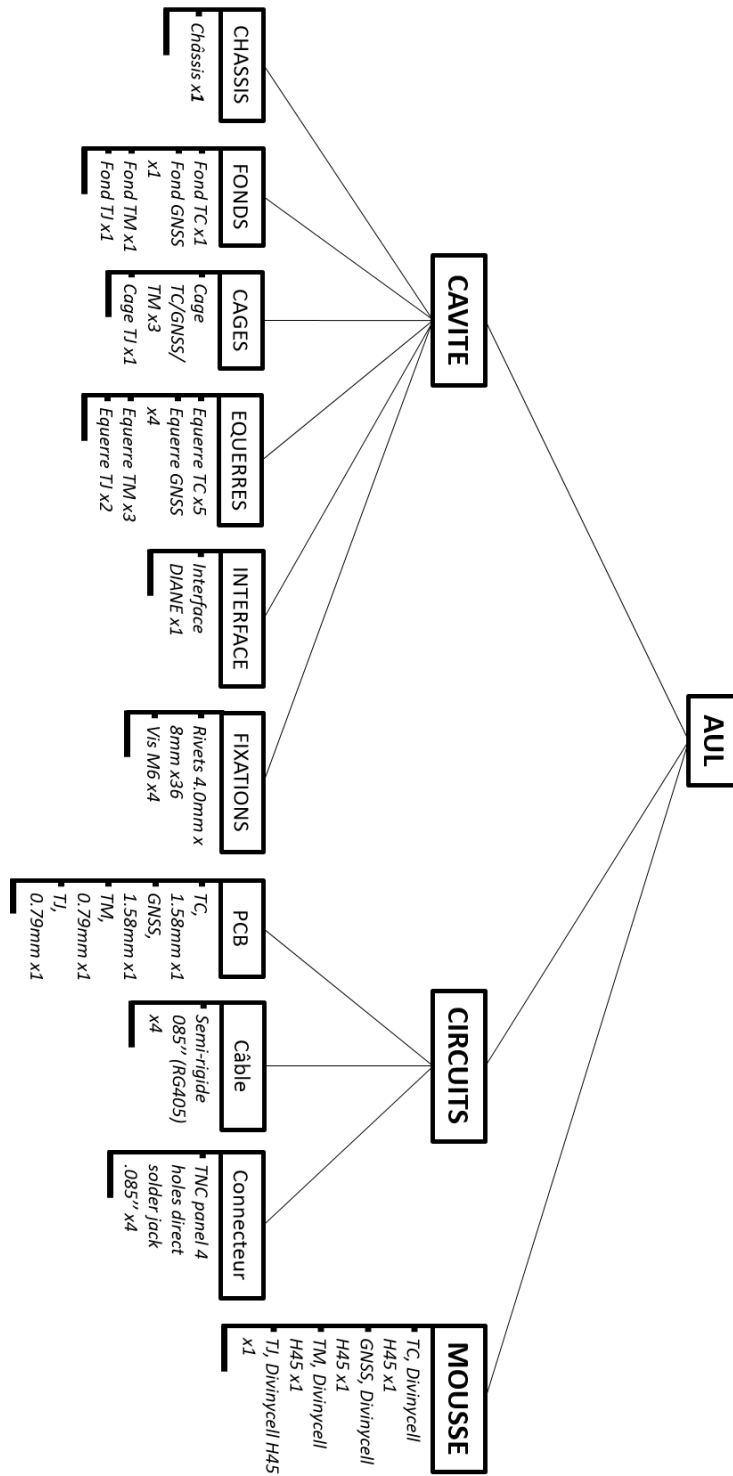 AUL
CAVITE
CIRCUITS
MOUSSE
TC, Divinycell
H45 x1
GNSS, Divinycell
H45 x1
TM, Divinycell
H45 x1
TJ, Divinycell H45
x1
CHASSIS
Châssis x1
FONDS
Fond TC x1
Fond GNSS
x1
Fond TM x1
Fond TJ x1
CAGES
Cage
TC/GNSS/
TM x3
Cage TJ x1
EQUERRES
Equerre TC x5
Equerre GNSS
x4
Equerre TM x3
Equerre TJ x2
INTERFACE
Interface
DIANE x1
FIXATIONS
Rivets 4.0mm x
8mm x36
Vis M6 x4
PCB
TC,
1.58mm x1
GNSS,
1.58mm x1
TM,
0.79mm x1
TJ,
0.79mm x1
Câble
Semi-rigide
085’’ (RG405)
x4
Connecteur
TNC panel 4
holes direct
solder jack
.085’’ x4